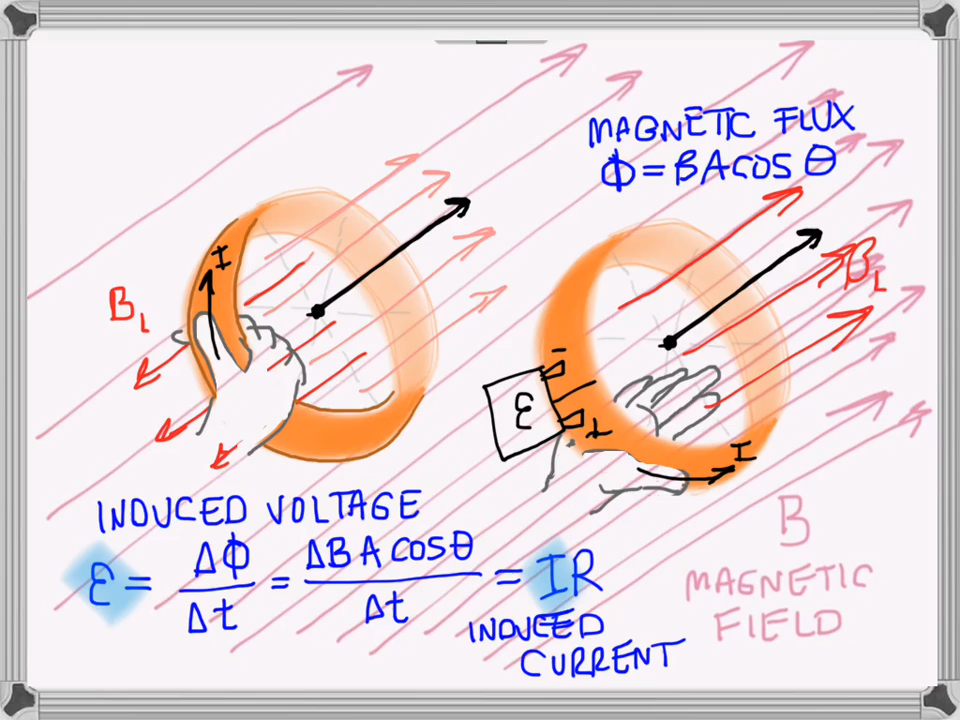 MAGNETIC FLUX
Φ = BA COS θ
I
B⊥
B⊥
-
ε
+
I
INDUCED VOLTAGE
ε = ΔΦ/Δt = ΔBA COS θ/Δt = IR
INDUCED
CURRENT
B
MAGNETIC
FIELD